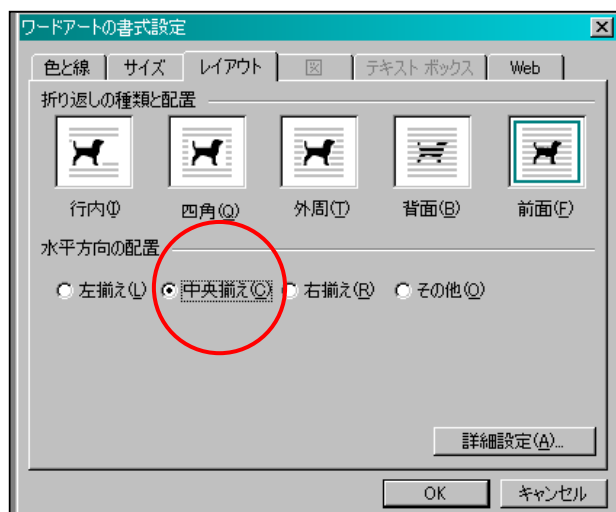 ワードアートの書式設定
色と線 サイズ レイアウト 図 テキスト ボックス Web
折り返しの種類と配置
行内(I) 四角(Q) 外周(T) 背面(B) 前面(F)
水平方向の配置
左揃え(L) 中央揃え(C) 右揃え(R) その他(O)
詳細設定(A)...
OK キャンセル